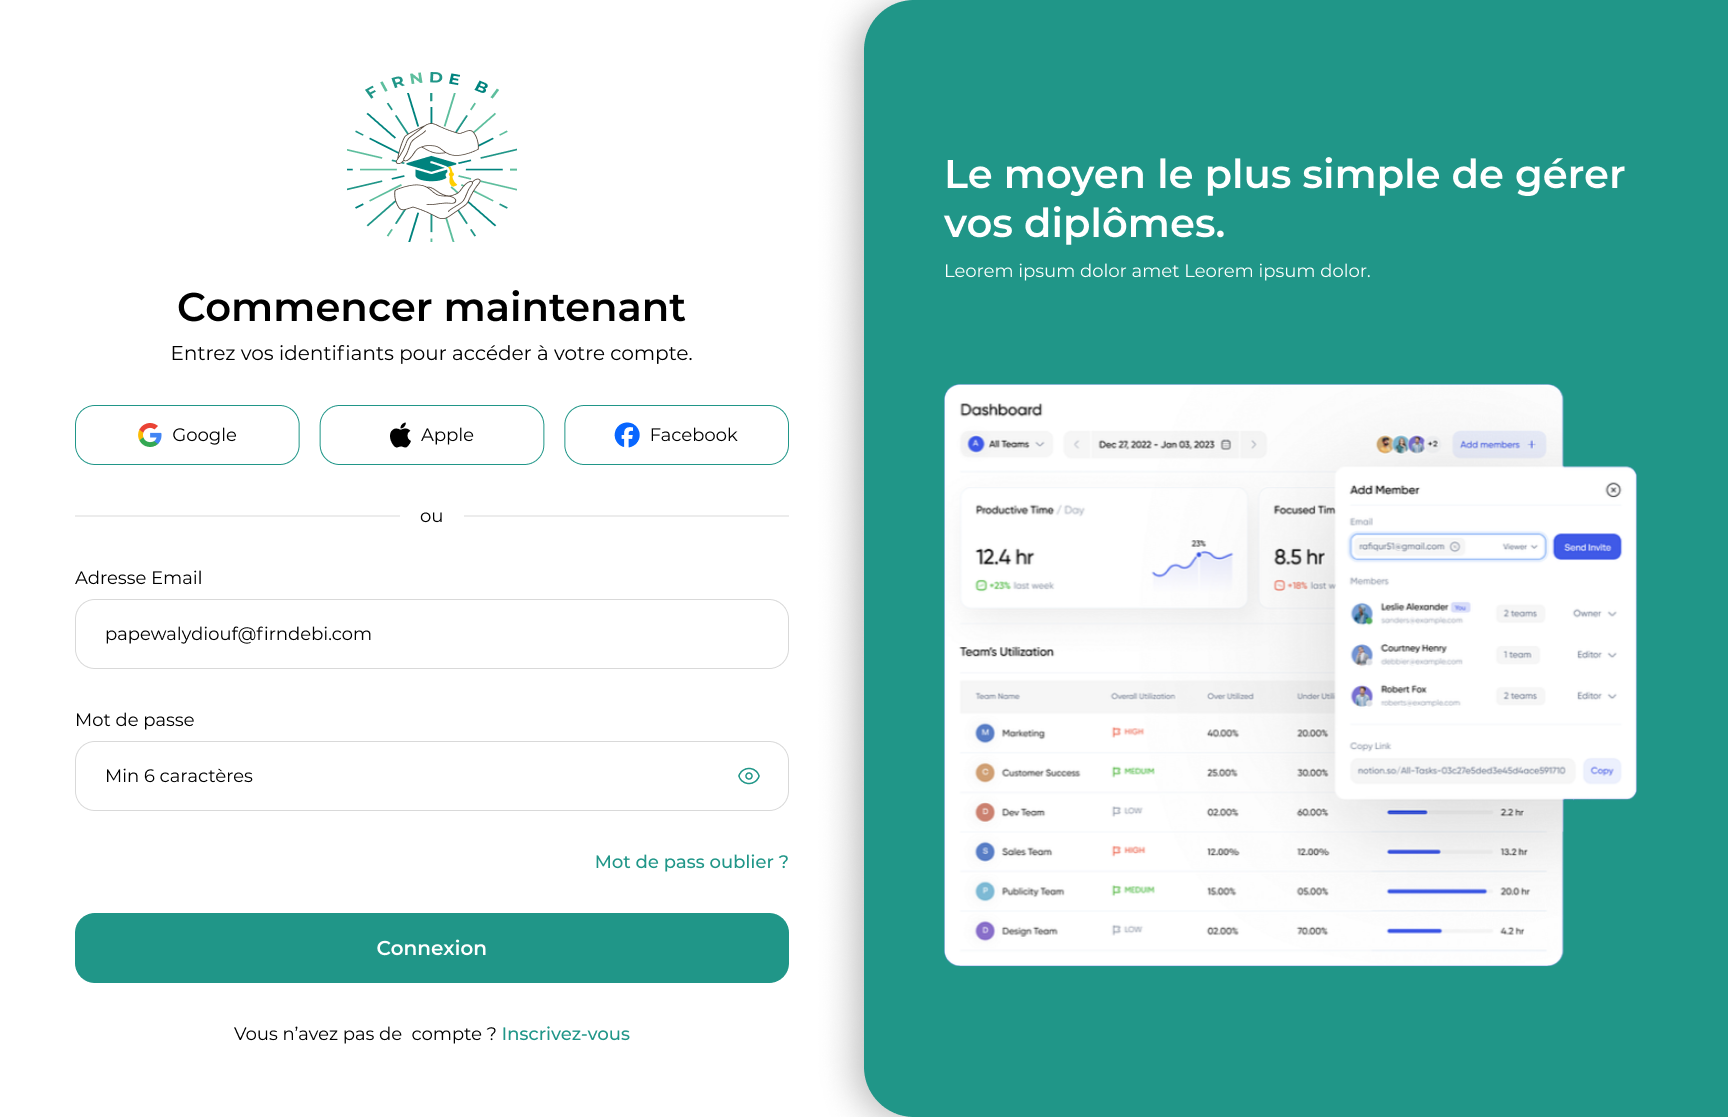 FIRNDE BI
Commencer maintenant
Entrez vos identifiants pour accéder à votre compte.
Google
Apple
Facebook
ou
Adresse Email
papewalydiouf@firndebi.com
Mot de passe
Min 6 caractères
Mot de pass oublier ?
Connexion
Vous n’avez pas de  compte ? Inscrivez-vous
Le moyen le plus simple de gérer
vos diplômes.
Leorem ipsum dolor amet Leorem ipsum dolor.
Dashboard
A All Teams
Dec 27, 2022 - Jan 03, 2023
+2
Add members +
Productive Time / Day
12.4 hr
+23% last week
23%
Focused Tim
8.5 hr
+18% last w
Team's Utilization
Team Name Overall Utilization Over Utilized Under Util
M Marketing HIGH 40.00% 20.00%
C Customer Success MEDUIM 25.00% 30.00%
D Dev Team LOW 02.00% 60.00% 2.2 hr
S Sales Team HIGH 12.00% 12.00% 13.2 hr
P Publicity Team MEDUIM 15.00% 05.00% 20.0 hr
D Design Team LOW 02.00% 70.00% 4.2 hr
Add Member
Email
rafiqur51@gmail.com Viewer
Send Invite
Members
Leslie Alexander You
sanders@example.com
2 teams Owner
Courtney Henry
debbier@example.com
1 team Editor
Robert Fox
roberts@example.com
2 teams Editor
Copy Link
notion.so/All-Tasks-03c27e5ded3e45d4ace591710
Copy